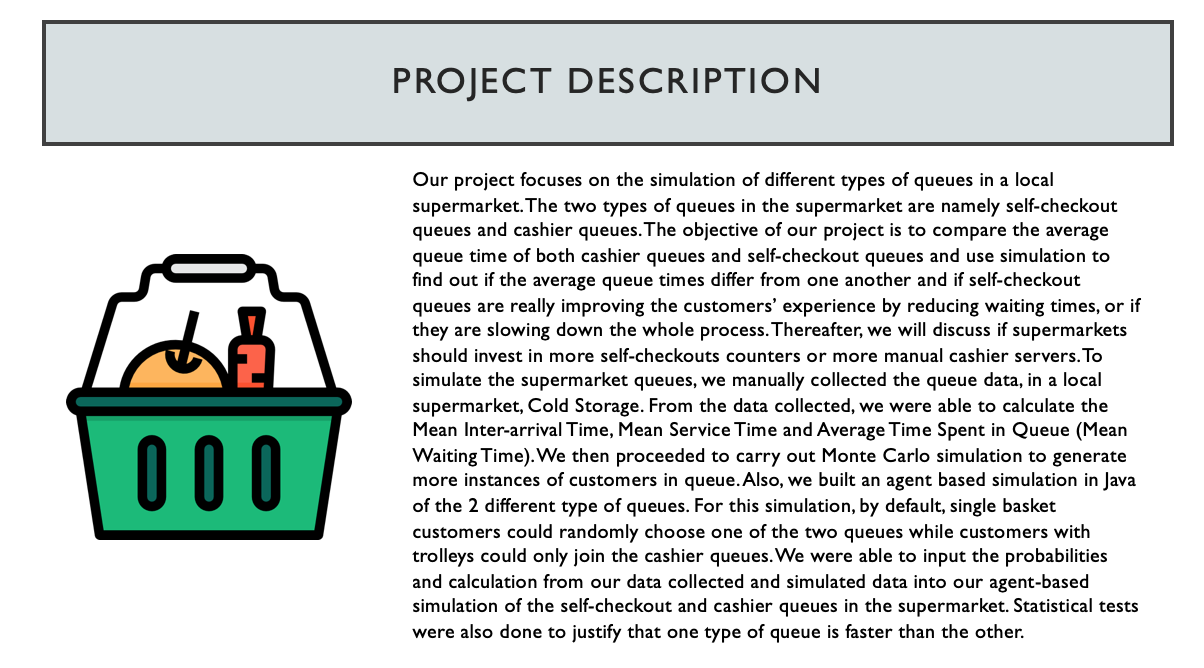 PROJECT DESCRIPTION
Our project focuses on the simulation of different types of queues in a local
supermarket. The two types of queues in the supermarket are namely self-checkout
queues and cashier queues. The objective of our project is to compare the average
queue time of both cashier queues and self-checkout queues and use simulation to
find out if the average queue times differ from one another and if self-checkout
queues are really improving the customers’ experience by reducing waiting times, or if
they are slowing down the whole process. Thereafter, we will discuss if supermarkets
should invest in more self-checkouts counters or more manual cashier servers. To
simulate the supermarket queues, we manually collected the queue data, in a local
supermarket, Cold Storage. From the data collected, we were able to calculate the
Mean Inter-arrival Time, Mean Service Time and Average Time Spent in Queue (Mean
Waiting Time). We then proceeded to carry out Monte Carlo simulation to generate
more instances of customers in queue. Also, we built an agent based simulation in Java
of the 2 different type of queues. For this simulation, by default, single basket
customers could randomly choose one of the two queues while customers with
trolleys could only join the cashier queues. We were able to input the probabilities
and calculation from our data collected and simulated data into our agent-based
simulation of the self-checkout and cashier queues in the supermarket. Statistical tests
were also done to justify that one type of queue is faster than the other.